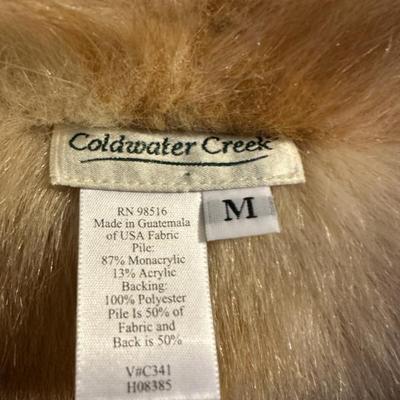 Coldwater Creek
M
RN 98516
Made in Guatemala
of USA Fabric
Pile:
87% Monacrylic
13% Acrylic
Backing:
100% Polyester
Pile Is 50% of
Fabric and
Back is 50%
V#C341
H08385